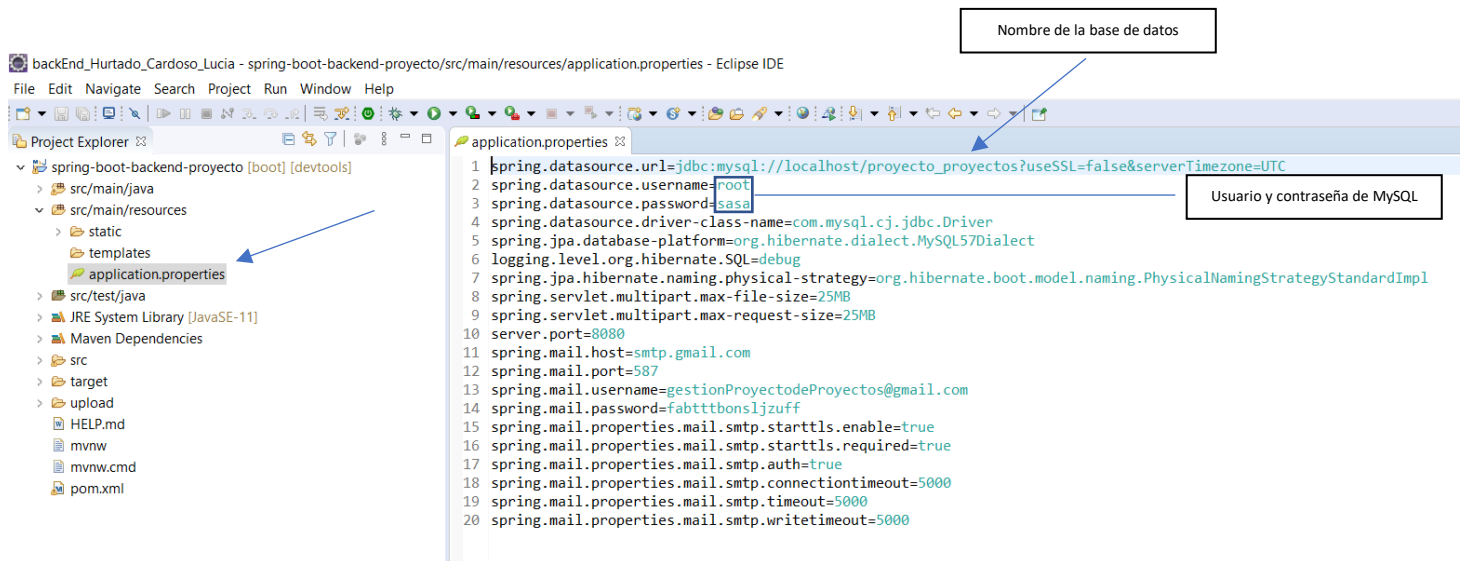 Nombre de la base de datos
backEnd_Hurtado_Cardoso_Lucia - spring-boot-backend-proyecto/src/main/resources/application.properties - Eclipse IDE
File Edit Navigate Search Project Run Window Help
Project Explorer
spring-boot-backend-proyecto [boot] [devtools]
src/main/java
src/main/resources
static
templates
application.properties
src/test/java
JRE System Library [JavaSE-11]
Maven Dependencies
src
target
upload
HELP.md
mvnw
mvnw.cmd
pom.xml
application.properties
1 spring.datasource.url=jdbc:mysql://localhost/proyecto_proyectos?useSSL=false&serverTimezone=UTC
2 spring.datasource.username=root
3 spring.datasource.password=sasa
4 spring.datasource.driver-class-name=com.mysql.cj.jdbc.Driver
5 spring.jpa.database-platform=org.hibernate.dialect.MySQL57Dialect
6 logging.level.org.hibernate.SQL=debug
7 spring.jpa.hibernate.naming.physical-strategy=org.hibernate.boot.model.naming.PhysicalNamingStrategyStandardImpl
8 spring.servlet.multipart.max-file-size=25MB
9 spring.servlet.multipart.max-request-size=25MB
10 server.port=8080
11 spring.mail.host=smtp.gmail.com
12 spring.mail.port=587
13 spring.mail.username=gestionProyectodeProyectos@gmail.com
14 spring.mail.password=fabtttbonsljzuff
15 spring.mail.properties.mail.smtp.starttls.enable=true
16 spring.mail.properties.mail.smtp.starttls.required=true
17 spring.mail.properties.mail.smtp.auth=true
18 spring.mail.properties.mail.smtp.connectiontimeout=5000
19 spring.mail.properties.mail.smtp.timeout=5000
20 spring.mail.properties.mail.smtp.writetimeout=5000
Usuario y contraseña de MySQL